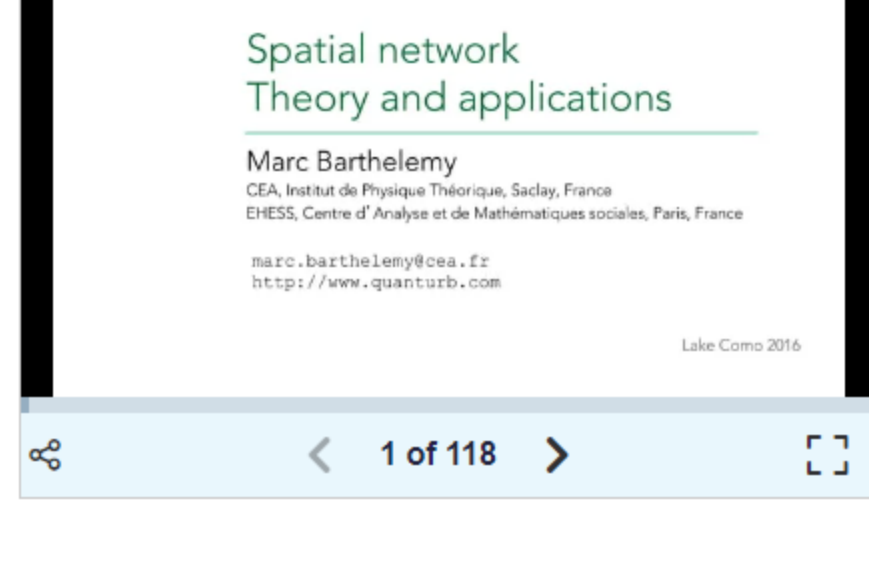 Spatial network
Theory and applications
Marc Barthelemy
CEA, Institut de Physique Théorique, Saclay, France
EHESS, Centre d' Analyse et de Mathématiques sociales, Paris, France
marc.barthelemy@cea.fr
http://www.quanturb.com
Lake Como 2016
1 of 118